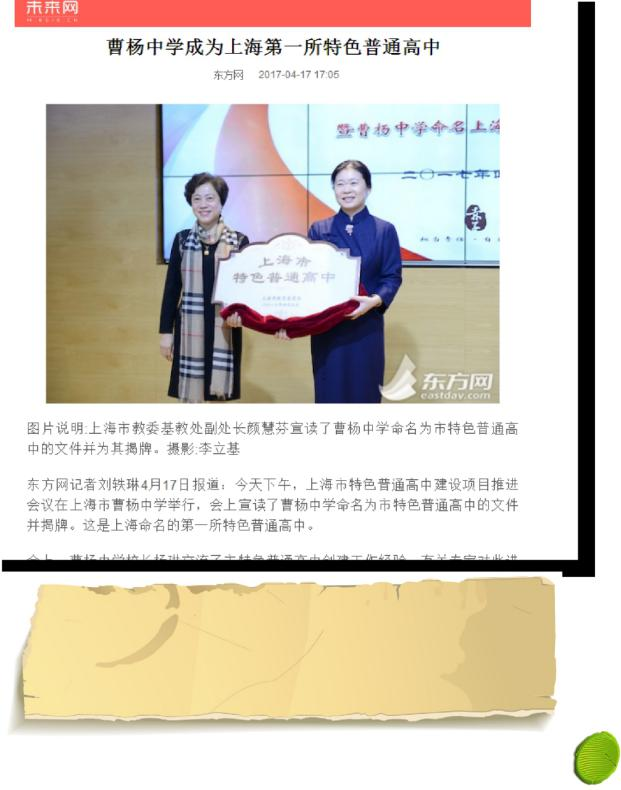 未来网
曹杨中学成为上海第一所特色普通高中
东方网 2017-04-17 17:05
暨曹杨中学命名上海
二〇一七年四
上海市
特色普通高中
东方网
eastday.com
图片说明:上海市教委基教处副处长颜慧芬宣读了曹杨中学命名为市特色普通高
中的文件并为其揭牌。摄影:李立基
东方网记者刘轶琳4月17日报道：今天下午，上海市特色普通高中建设项目推进
会议在上海市曹杨中学举行，会上宣读了曹杨中学命名为市特色普通高中的文件
并揭牌。这是上海命名的第一所特色普通高中。